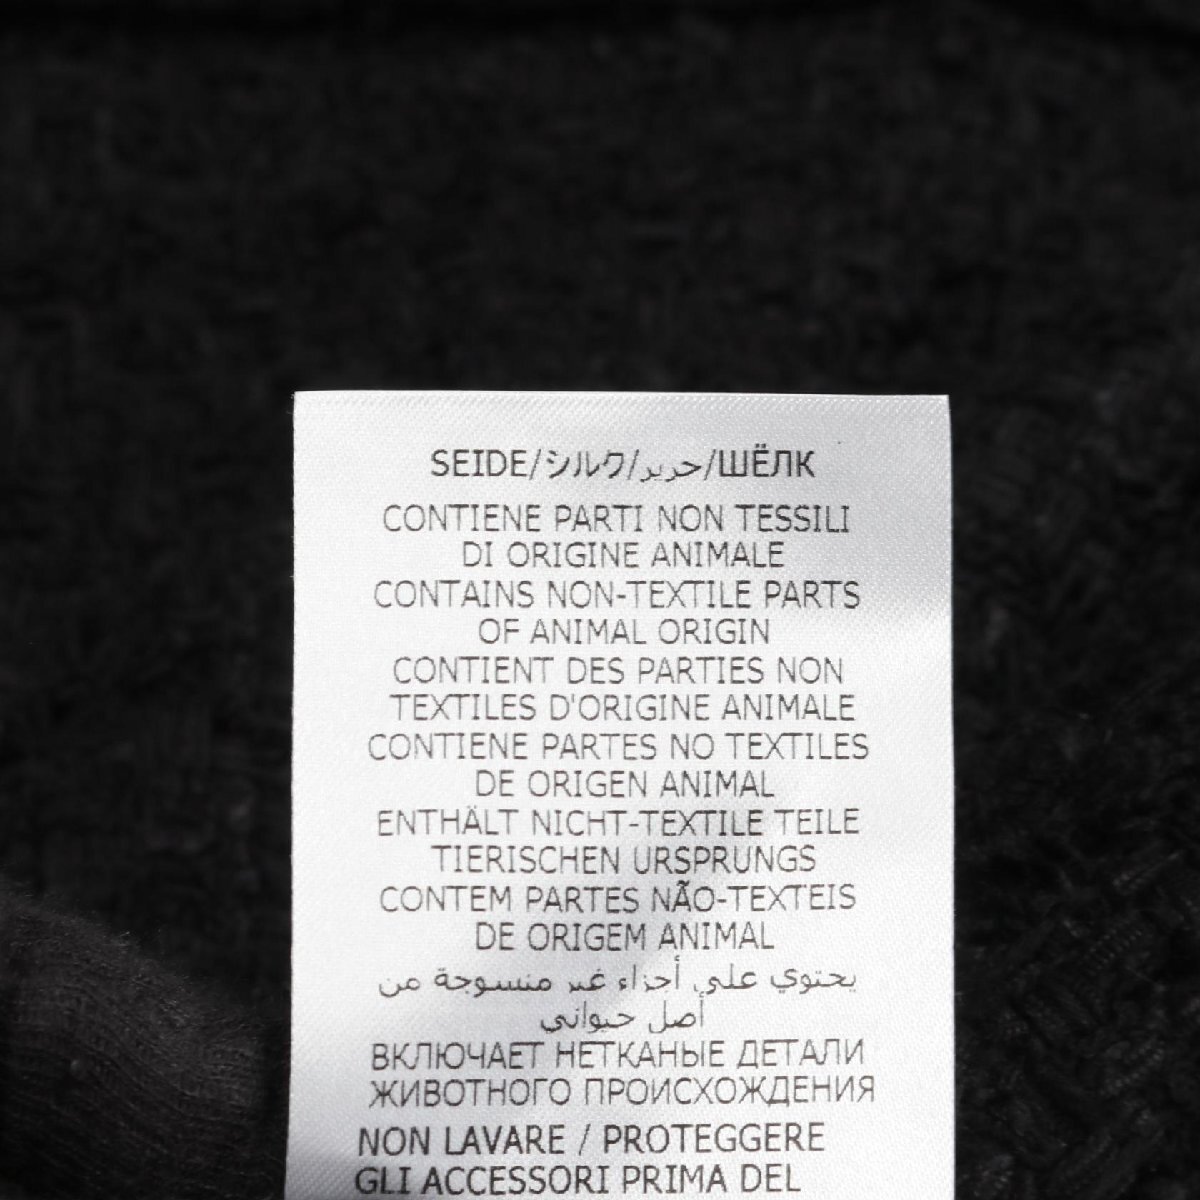 SEIDE/シルク/حرير/ШЁЛК
CONTIENE PARTI NON TESSILI
DI ORIGINE ANIMALE
CONTAINS NON-TEXTILE PARTS
OF ANIMAL ORIGIN
CONTIENT DES PARTIES NON
TEXTILES D'ORIGINE ANIMALE
CONTIENE PARTES NO TEXTILES
DE ORIGEN ANIMAL
ENTHÄLT NICHT-TEXTILE TEILE
TIERISCHEN URSPRUNGS
CONTEM PARTES NÃO-TEXTEIS
DE ORIGEM ANIMAL
يحتوي على أجزاء غير منسوجة من
أصل حيواني
ВКЛЮЧАЕТ НЕТКАНЫЕ ДЕТАЛИ
ЖИВОТНОГО ПРОИСХОЖДЕНИЯ
NON LAVARE / PROTEGGERE
GLI ACCESSORI PRIMA DEL